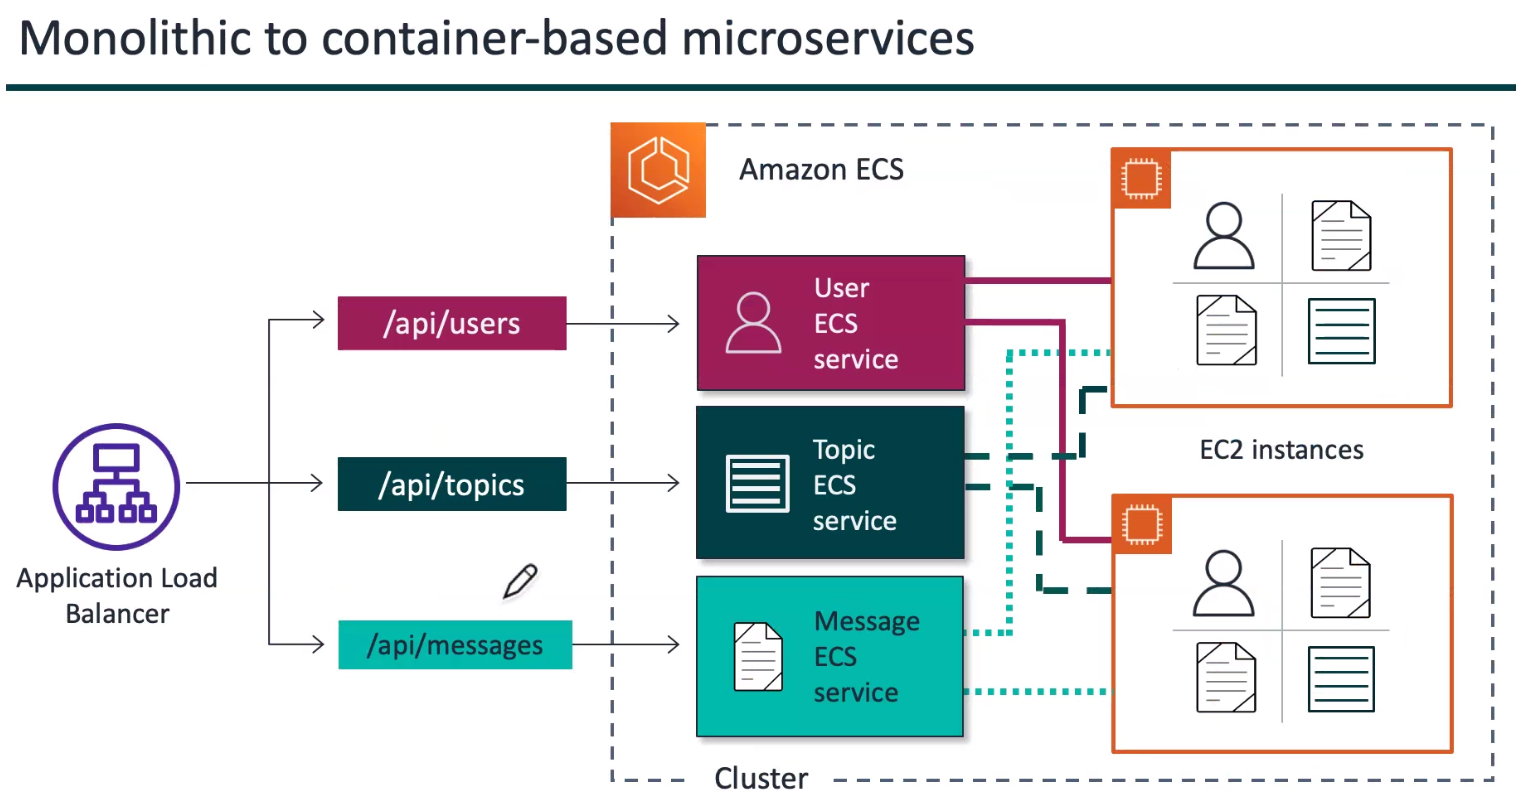 Monolithic to container-based microservices
Amazon ECS
/api/users
User
ECS
service
/api/topics
Topic
ECS
service
EC2 instances
Application Load
Balancer
/api/messages
Message
ECS
service
Cluster